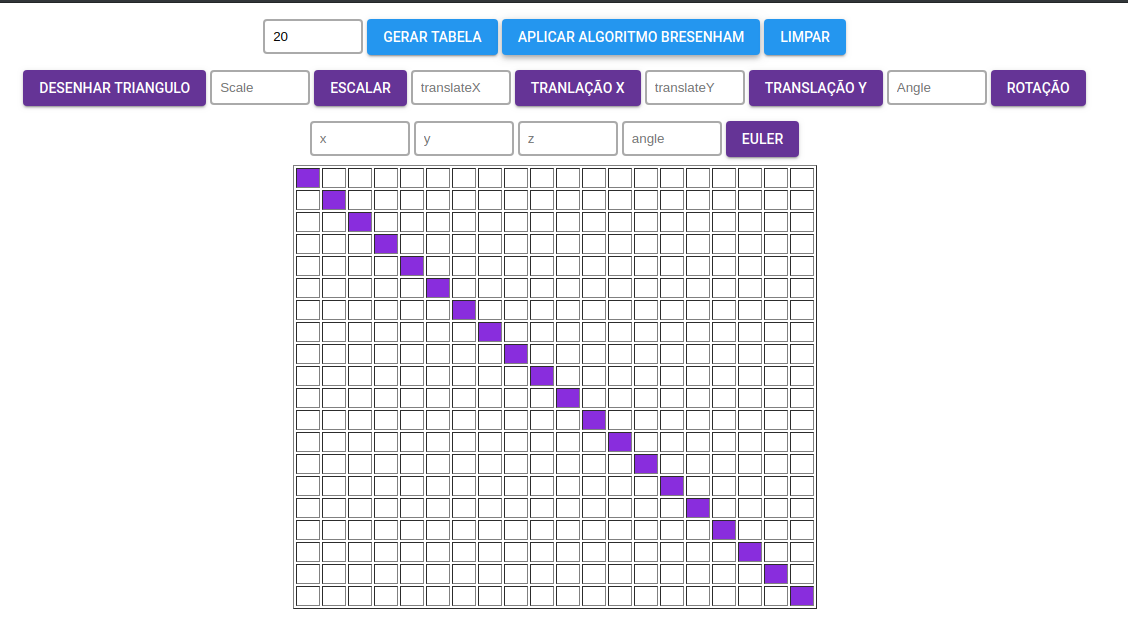 20 GERAR TABELA APLICAR ALGORITMO BRESENHAM LIMPAR
DESENHAR TRIANGULO Scale ESCALAR translateX TRANLAÇÃO X translateY TRANSLAÇÃO Y Angle ROTAÇÃO
x y z angle EULER